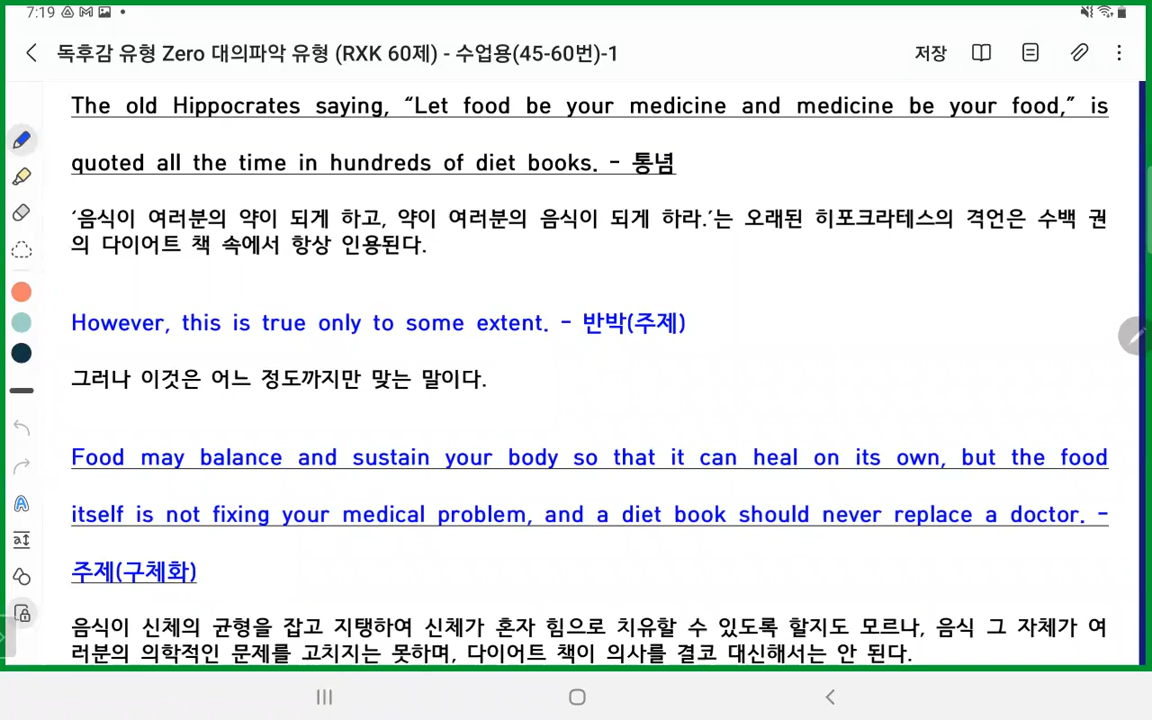 7:19
독후감 유형 Zero 대의파악 유형 (RXK 60제) - 수업용(45-60번)-1
저장
The old Hippocrates saying, “Let food be your medicine and medicine be your food,” is
quoted all the time in hundreds of diet books. - 통념
‘음식이 여러분의 약이 되게 하고, 약이 여러분의 음식이 되게 하라.’는 오래된 히포크라테스의 격언은 수백 권
의 다이어트 책 속에서 항상 인용된다.
However, this is true only to some extent. - 반박(주제)
그러나 이것은 어느 정도까지만 맞는 말이다.
Food may balance and sustain your body so that it can heal on its own, but the food
itself is not fixing your medical problem, and a diet book should never replace a doctor. -
주제(구체화)
음식이 신체의 균형을 잡고 지탱하여 신체가 혼자 힘으로 치유할 수 있도록 할지도 모르나, 음식 그 자체가 여
러분의 의학적인 문제를 고치지는 못하며, 다이어트 책이 의사를 결코 대신해서는 안 된다.